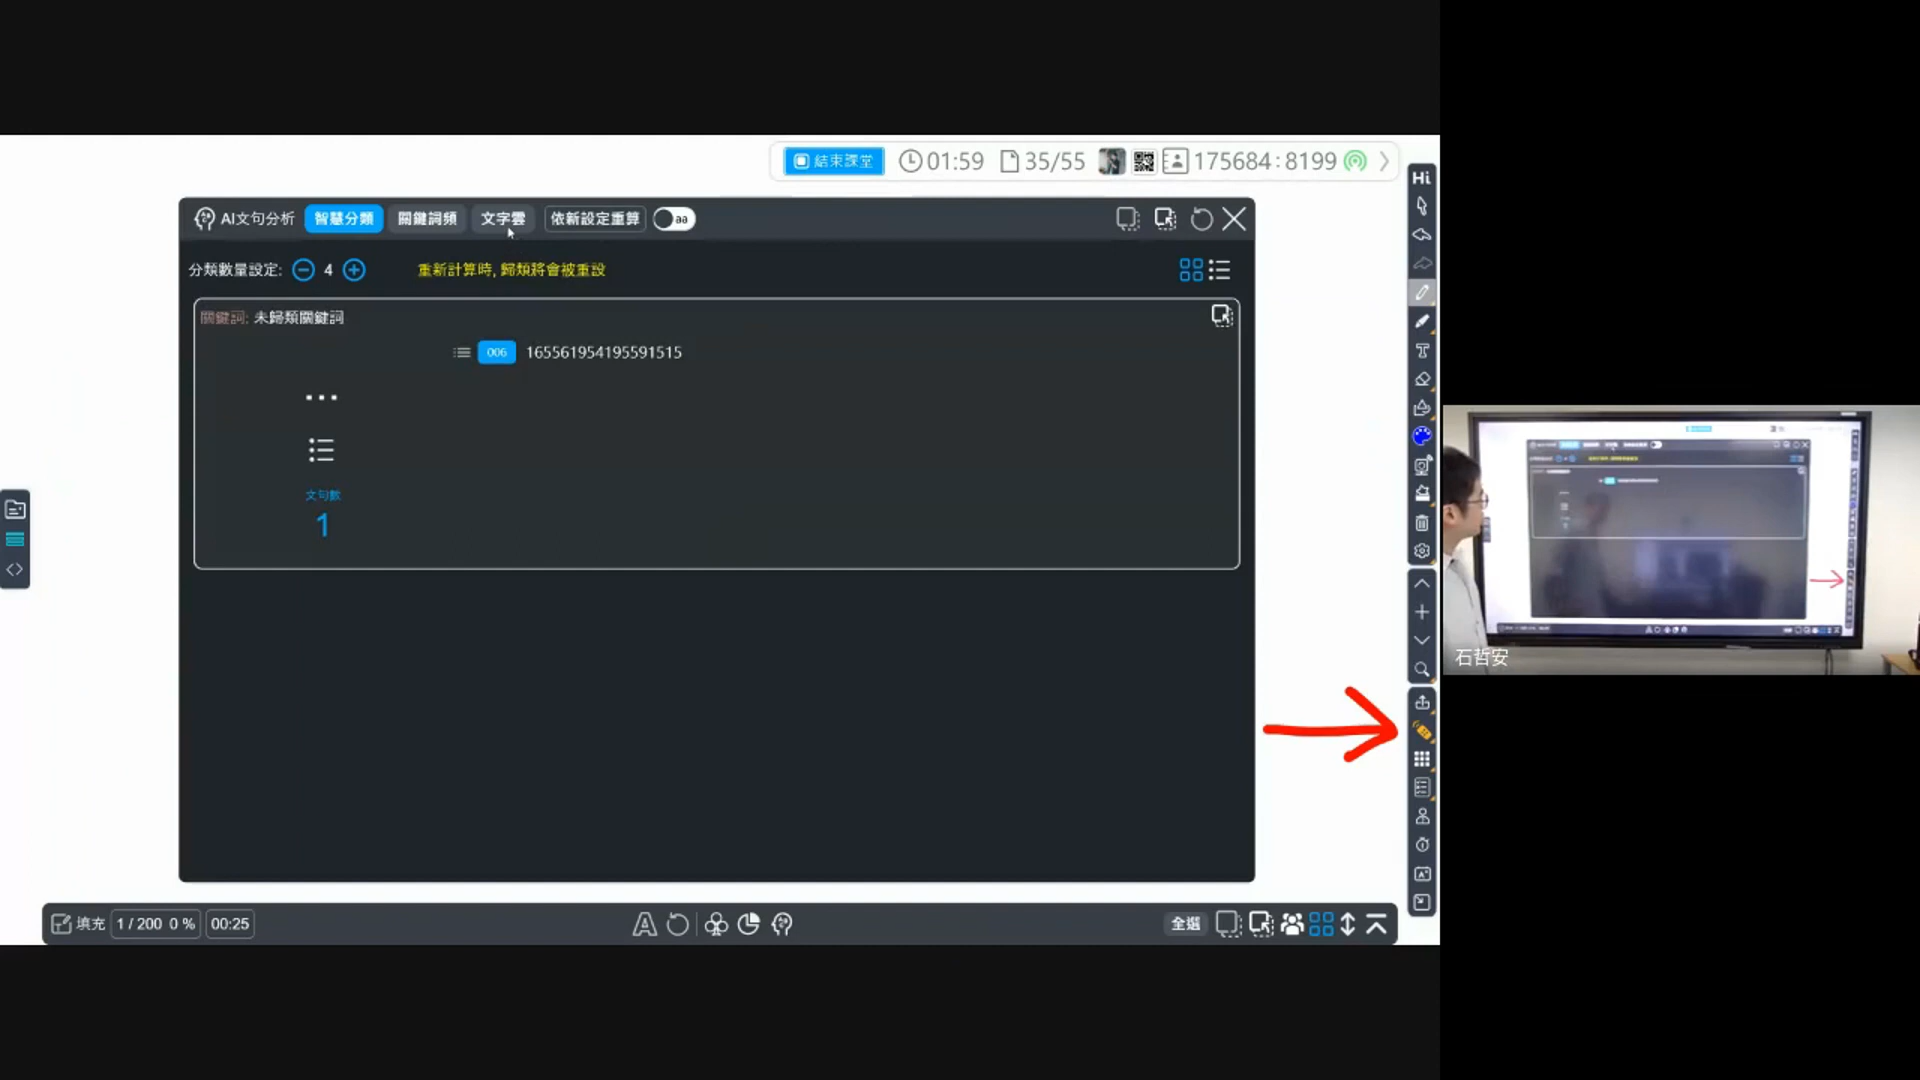 結束課堂 01:59 35/55 175684:8199
Hi
AI文句分析 智慧分類 關鍵詞頻 文字雲 依新設定重算 aa
分類數量設定: 4 重新計算時, 歸類將會被重設
關鍵詞: 未歸類關鍵詞
006 165561954195591515
文句數
1
石哲安
填充 1 / 200 0 % 00:25 全選